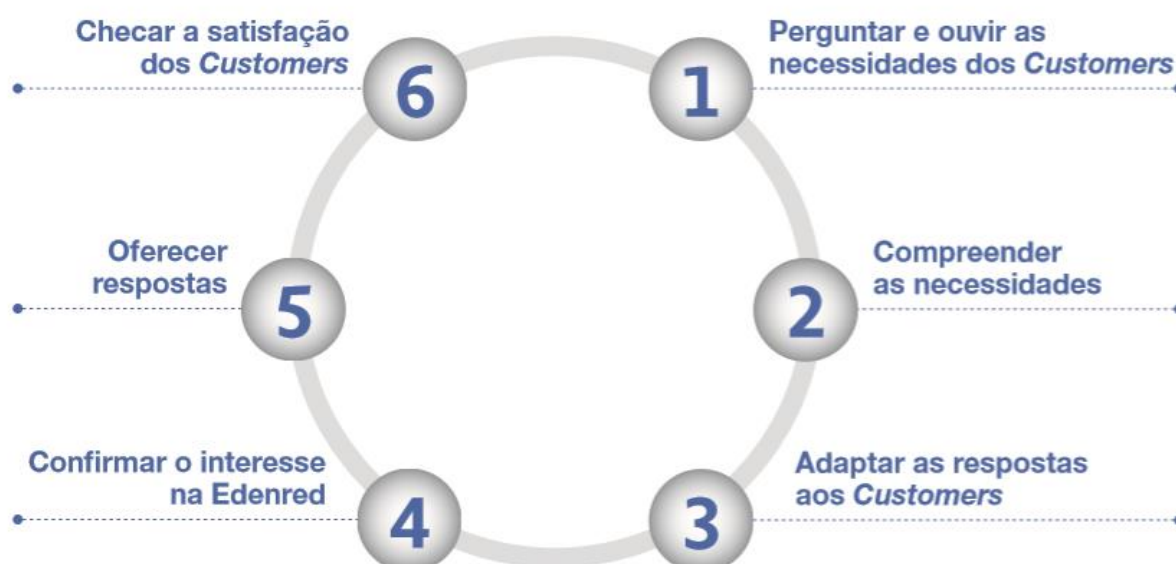 Checar a satisfação
dos Customers
6
1
Perguntar e ouvir as
necessidades dos Customers
Oferecer
respostas
5
2
Compreender
as necessidades
Confirmar o interesse
na Edenred
4
3
Adaptar as respostas
aos Customers